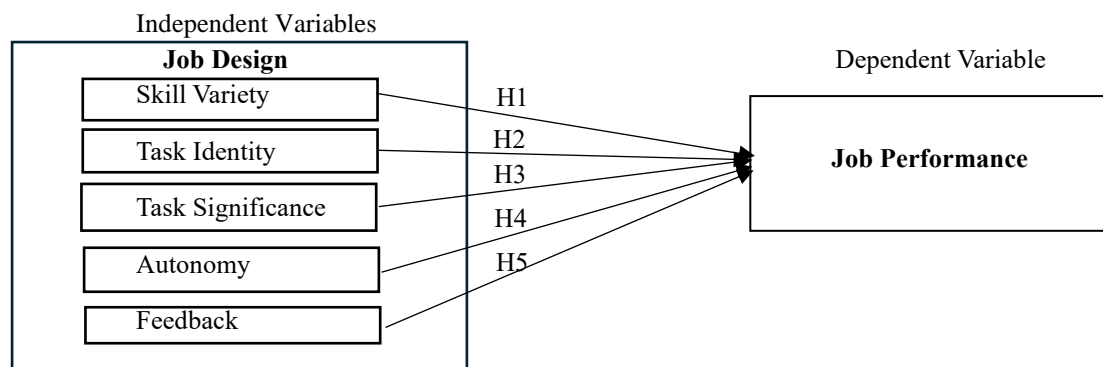 Independent Variables
Job Design
Dependent Variable
Skill Variety
H1
Task Identity
H2
Job Performance
H3
Task Significance
H4
Autonomy
H5
Feedback